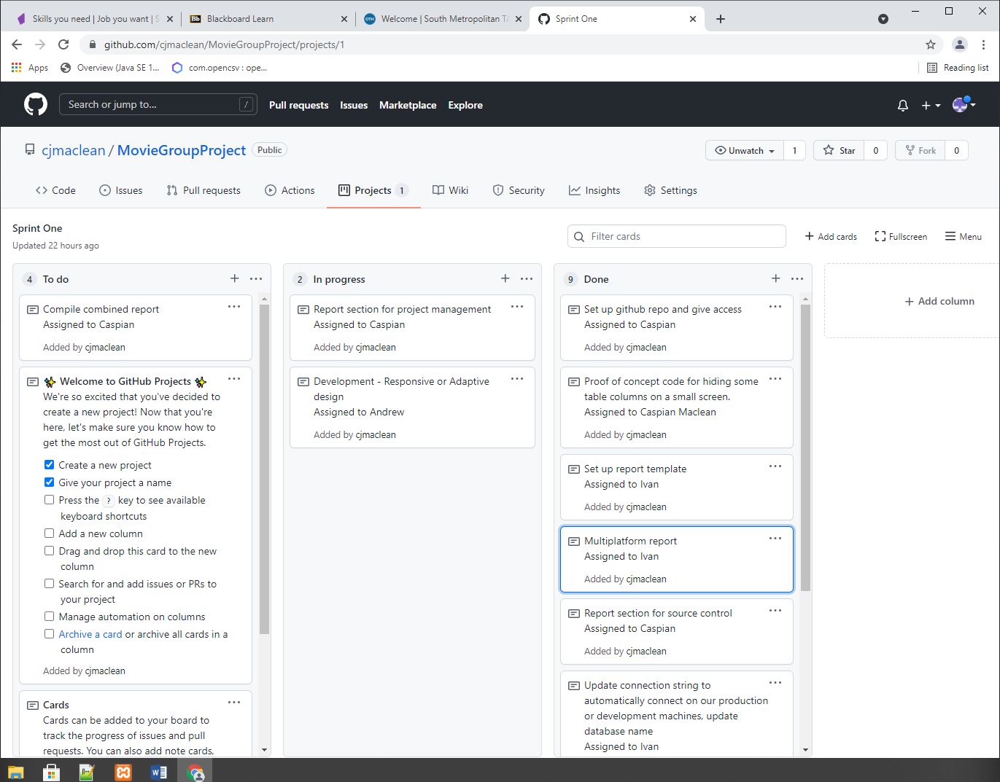 Skills you need | Job you want | S
Blackboard Learn
Welcome | South Metropolitan TA
Sprint One
github.com/cjmaclean/MovieGroupProject/projects/1
Apps
Overview (Java SE 1...
com.opencsv : ope...
Reading list
Search or jump to... /
Pull requests
Issues
Marketplace
Explore
cjmaclean / MovieGroupProject Public
Unwatch 1
Star 0
Fork 0
Code
Issues
Pull requests
Actions
Projects 1
Wiki
Security
Insights
Settings
Sprint One
Updated 22 hours ago
Filter cards
Add cards
Fullscreen
Menu
4 To do
Compile combined report
Assigned to Caspian
Added by cjmaclean
✨ Welcome to GitHub Projects ✨
We're so excited that you've decided to
create a new project! Now that you're
here, let's make sure you know how to
get the most out of GitHub Projects.
Create a new project
Give your project a name
Press the ? key to see available
keyboard shortcuts
Add a new column
Drag and drop this card to the new
column
Search for and add issues or PRs to
your project
Manage automation on columns
Archive a card or archive all cards in a
column
Added by cjmaclean
Cards
Cards can be added to your board to
track the progress of issues and pull
requests. You can also add note cards,
2 In progress
Report section for project management
Assigned to Caspian
Added by cjmaclean
Development - Responsive or Adaptive
design
Assigned to Andrew
Added by cjmaclean
9 Done
Set up github repo and give access
Assigned to Caspian
Added by cjmaclean
Proof of concept code for hiding some
table columns on a small screen.
Assigned to Caspian Maclean
Added by cjmaclean
Set up report template
Assigned to Ivan
Added by cjmaclean
Multiplatform report
Assigned to Ivan
Added by cjmaclean
Report section for source control
Assigned to Caspian
Added by cjmaclean
Update connection string to
automatically connect on our production
or development machines, update
database name
Assigned to Ivan
Add column